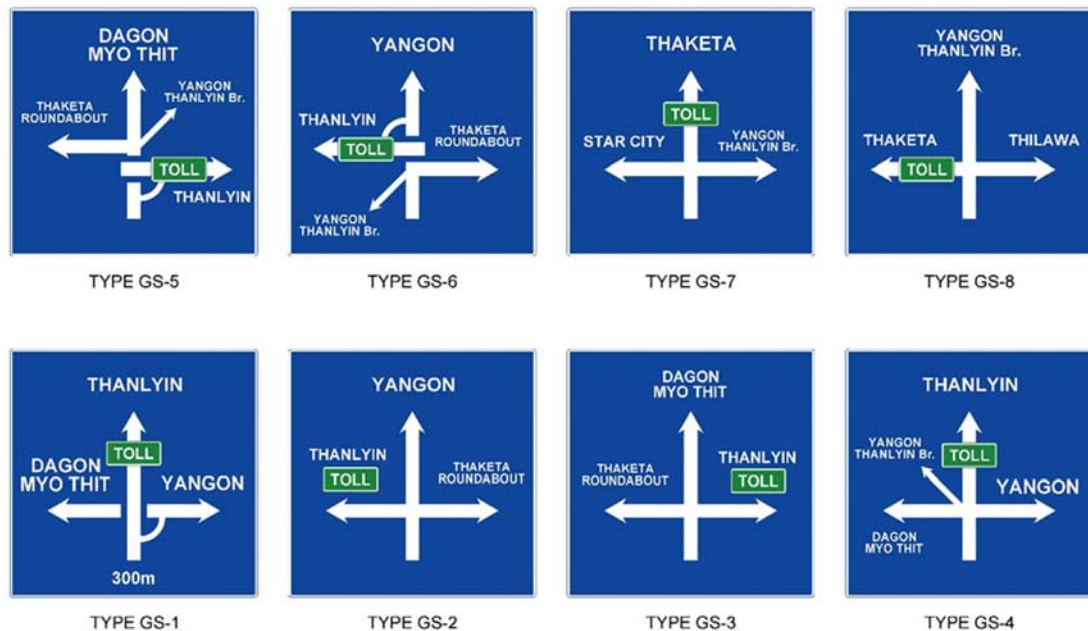 DAGON
MYO THIT
THAKETA
ROUNDABOUT
YANGON
THANLYIN Br.
TOLL
THANLYIN
TYPE GS-5
YANGON
THANLYIN
TOLL
THAKETA
ROUNDABOUT
YANGON
THANLYIN Br.
TYPE GS-6
THAKETA
TOLL
STAR CITY
YANGON
THANLYIN Br.
TYPE GS-7
YANGON
THANLYIN Br.
THAKETA
TOLL
THILAWA
TYPE GS-8
THANLYIN
TOLL
DAGON
MYO THIT
YANGON
300m
TYPE GS-1
YANGON
THANLYIN
TOLL
THAKETA
ROUNDABOUT
TYPE GS-2
DAGON
MYO THIT
THAKETA
ROUNDABOUT
THANLYIN
TOLL
TYPE GS-3
THANLYIN
YANGON
THANLYIN Br.
TOLL
YANGON
DAGON
MYO THIT
TYPE GS-4